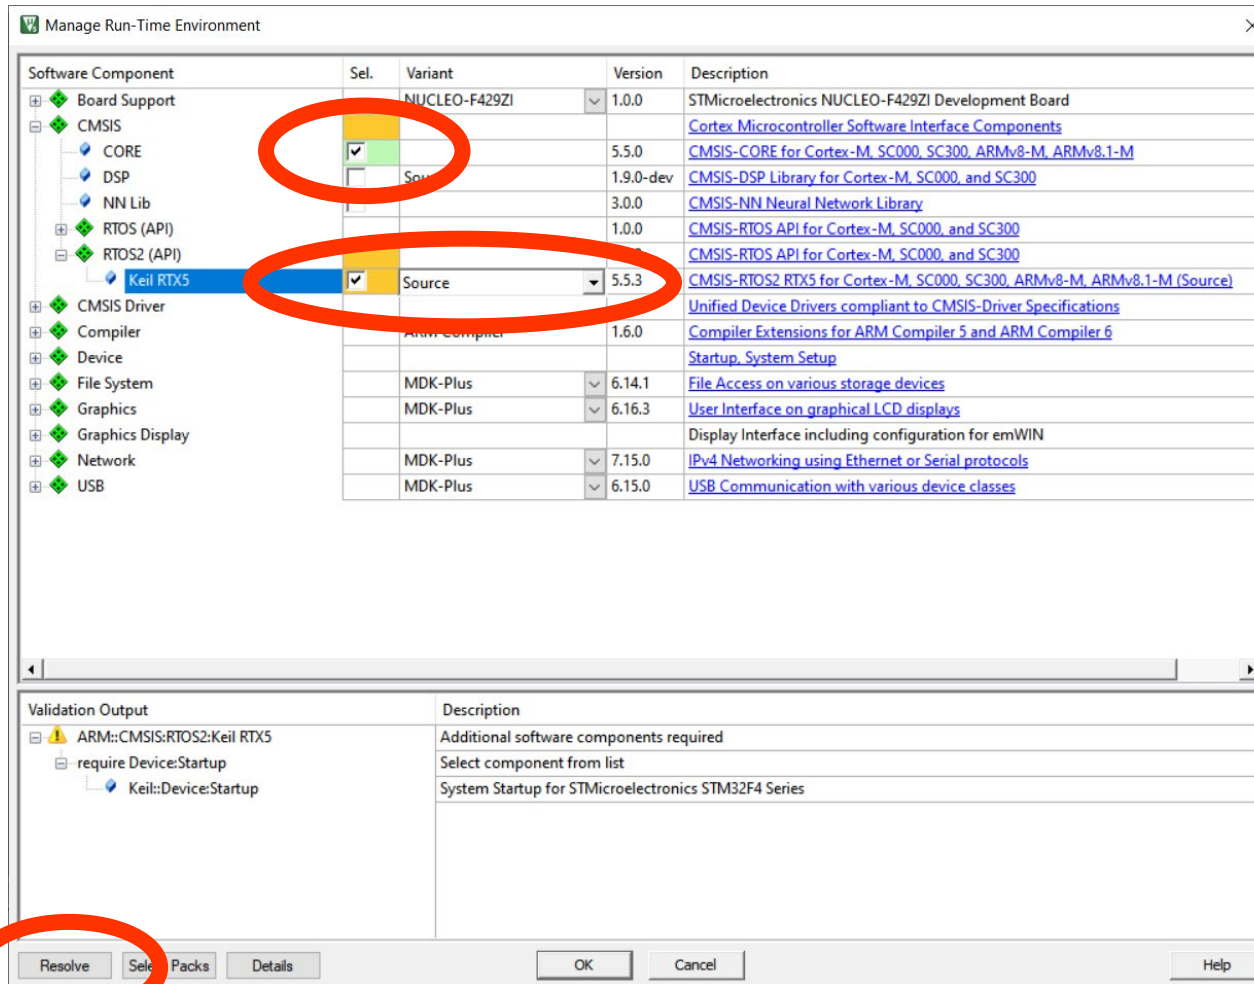 Manage Run-Time Environment
Software Component Sel. Variant Version Description
Board Support NUCLEO-F429ZI 1.0.0 STMicroelectronics NUCLEO-F429ZI Development Board
CMSIS Cortex Microcontroller Software Interface Components
CORE 5.5.0 CMSIS-CORE for Cortex-M, SC000, SC300, ARMv8-M, ARMv8.1-M
DSP 1.9.0-dev CMSIS-DSP Library for Cortex-M, SC000, and SC300
NN Lib 3.0.0 CMSIS-NN Neural Network Library
RTOS (API) 1.0.0 CMSIS-RTOS API for Cortex-M, SC000, and SC300
RTOS2 (API) CMSIS-RTOS API for Cortex-M, SC000, and SC300
Keil RTX5 Source 5.5.3 CMSIS-RTOS2 RTX5 for Cortex-M, SC000, SC300, ARMv8-M, ARMv8.1-M (Source)
CMSIS Driver Unified Device Drivers compliant to CMSIS-Driver Specifications
Compiler ARM Compiler 1.6.0 Compiler Extensions for ARM Compiler 5 and ARM Compiler 6
Device Startup, System Setup
File System MDK-Plus 6.14.1 File Access on various storage devices
Graphics MDK-Plus 6.16.3 User Interface on graphical LCD displays
Graphics Display Display Interface including configuration for emWIN
Network MDK-Plus 7.15.0 IPv4 Networking using Ethernet or Serial protocols
USB MDK-Plus 6.15.0 USB Communication with various device classes
Validation Output Description
ARM::CMSIS:RTOS2:Keil RTX5 Additional software components required
require Device:Startup Select component from list
Keil::Device:Startup System Startup for STMicroelectronics STM32F4 Series
Resolve Select Packs Details OK Cancel Help